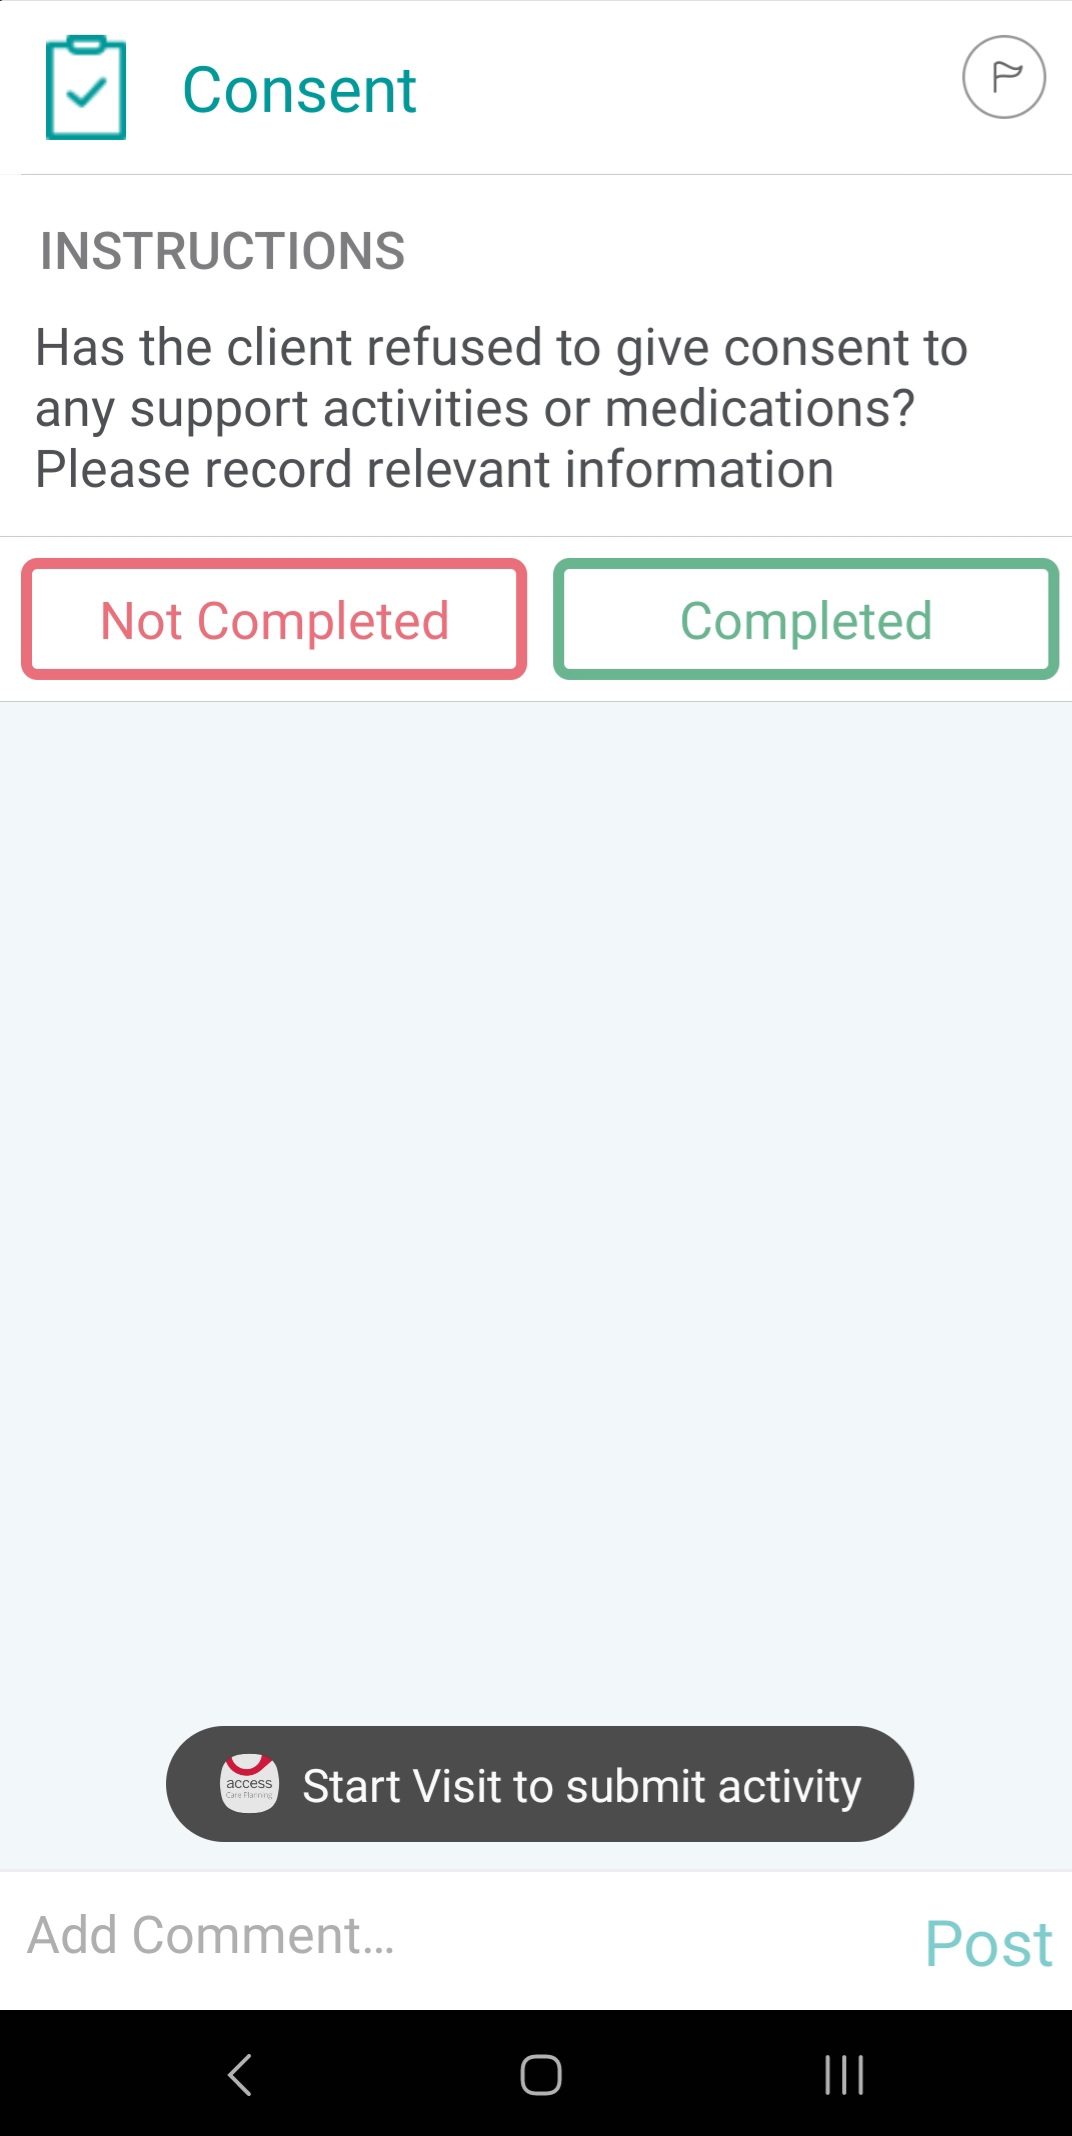 Consent
INSTRUCTIONS
Has the client refused to give consent to
any support activities or medications?
Please record relevant information
Not Completed
Completed
access
Care Planning
Start Visit to submit activity
Add Comment...
Post